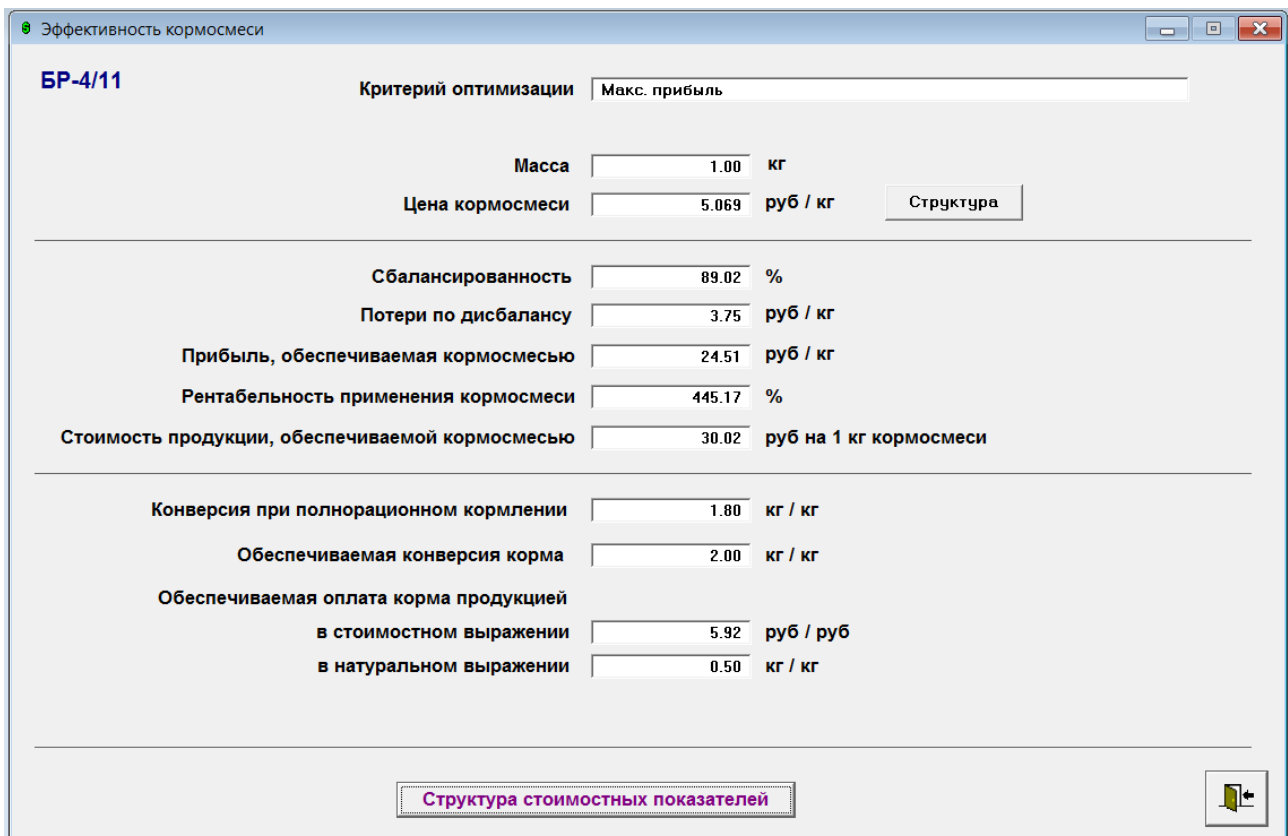 Эффективность кормосмеси
БР-4/11
Критерий оптимизации Макс. прибыль
Масса 1.00 кг
Цена кормосмеси 5.069 руб / кг Структура
Сбалансированность 89.02 %
Потери по дисбалансу 3.75 руб / кг
Прибыль, обеспечиваемая кормосмесью 24.51 руб / кг
Рентабельность применения кормосмеси 445.17 %
Стоимость продукции, обеспечиваемой кормосмесью 30.02 руб на 1 кг кормосмеси
Конверсия при полнорационном кормлении 1.80 кг / кг
Обеспечиваемая конверсия корма 2.00 кг / кг
Обеспечиваемая оплата корма продукцией
в стоимостном выражении 5.92 руб / руб
в натуральном выражении 0.50 кг / кг
Структура стоимостных показателей